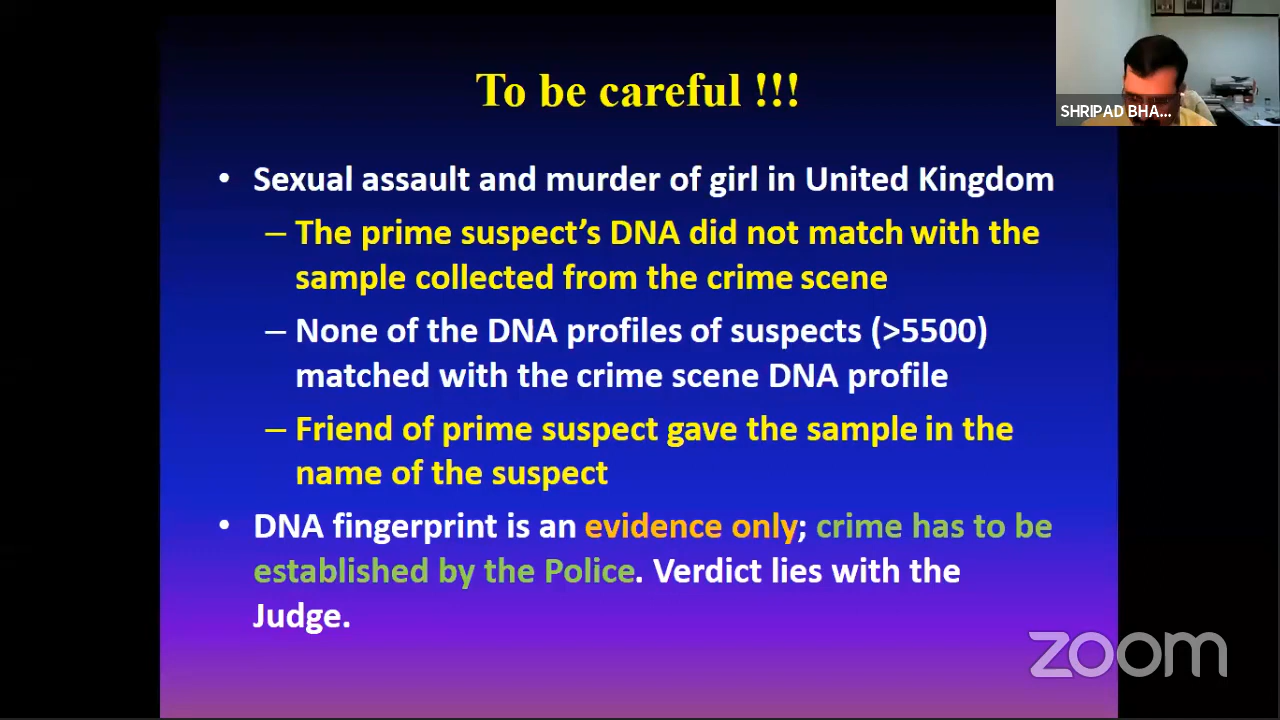 To be careful !!!
SHRIPAD BHA...
• Sexual assault and murder of girl in United Kingdom
– The prime suspect’s DNA did not match with the
sample collected from the crime scene
– None of the DNA profiles of suspects (>5500)
matched with the crime scene DNA profile
– Friend of prime suspect gave the sample in the
name of the suspect
• DNA fingerprint is an evidence only; crime has to be
established by the Police. Verdict lies with the
Judge.
zoom